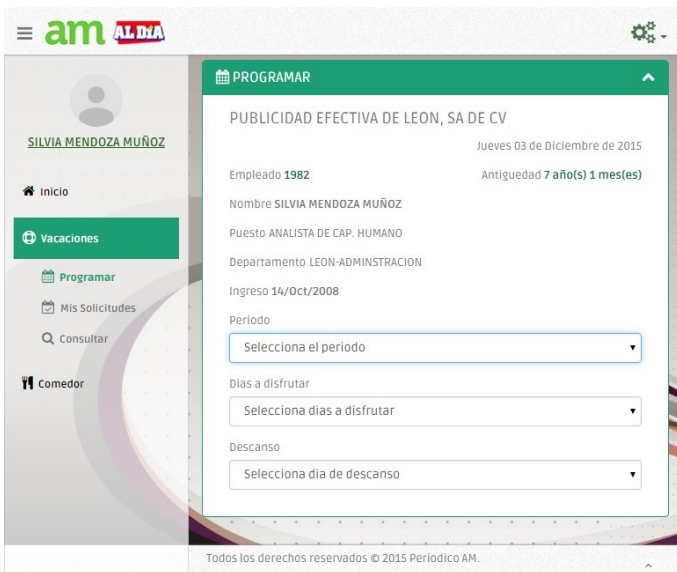 am AL DÍA
SILVIA MENDOZA MUÑOZ
Inicio
Vacaciones
Programar
Mis Solicitudes
Consultar
Comedor
PROGRAMAR
PUBLICIDAD EFECTIVA DE LEON, SA DE CV
Jueves 03 de Diciembre de 2015
Empleado 1982 Antiguedad 7 año(s) 1 mes(es)
Nombre SILVIA MENDOZA MUÑOZ
Puesto ANALISTA DE CAP. HUMANO
Departamento LEON-ADMINSTRACION
Ingreso 14/Oct/2008
Periodo
Selecciona el periodo
Dias a disfrutar
Selecciona dias a disfrutar
Descanso
Selecciona dia de descanso
Todos los derechos reservados © 2015 Periodico AM.